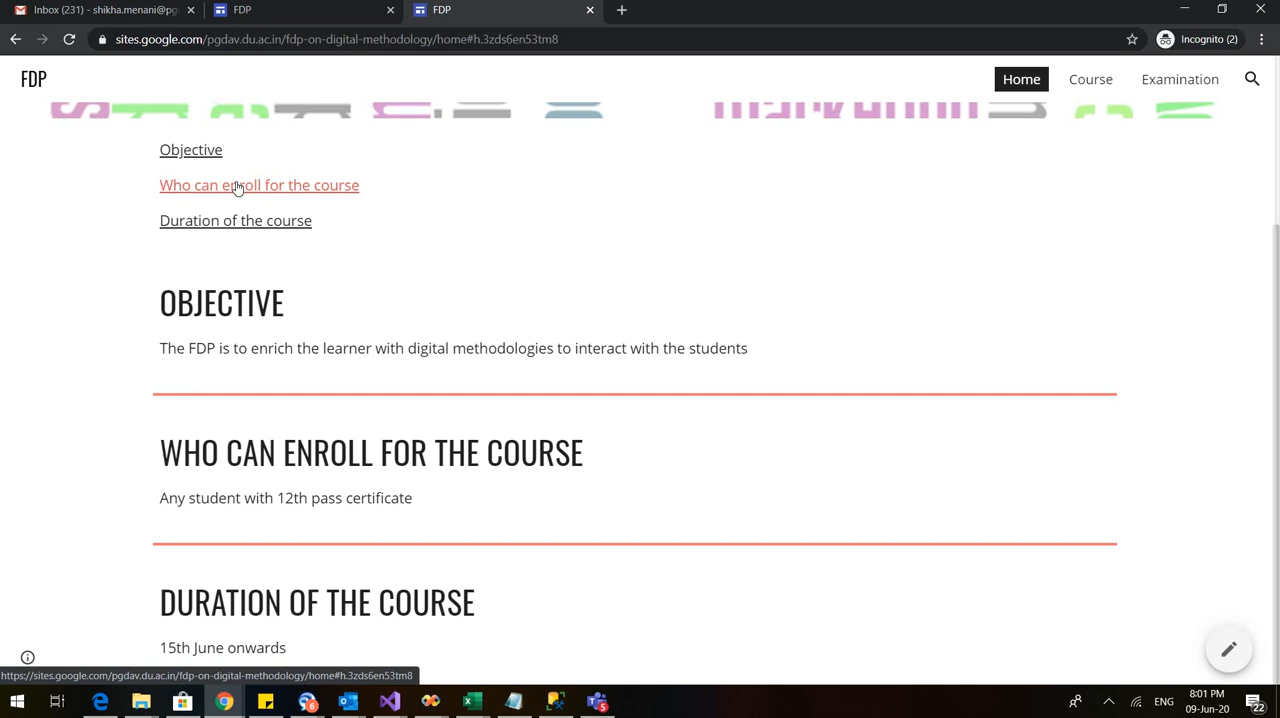 Inbox (231) - shikha.menani@pg
FDP
FDP
sites.google.com/pgdav.du.ac.in/fdp-on-digital-methodology/home#h.3zds6en53tm8
Incognito (2)
FDP
Home
Course
Examination
Objective
Who can enroll for the course
Duration of the course
OBJECTIVE
The FDP is to enrich the learner with digital methodologies to interact with the students
WHO CAN ENROLL FOR THE COURSE
Any student with 12th pass certificate
DURATION OF THE COURSE
15th June onwards
https://sites.google.com/pgdav.du.ac.in/fdp-on-digital-methodology/home#h.3zds6en53tm8
6
5
ENG
8:01 PM
09-Jun-20
22